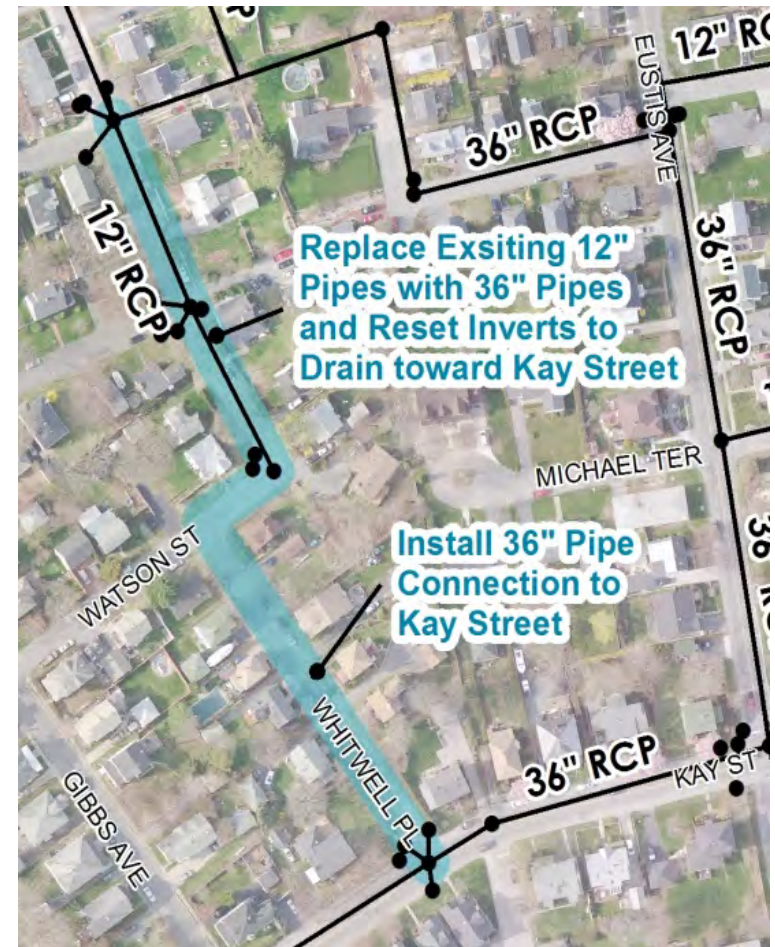 12" RC
EUSTIS AVE
36" RCP
12" RCP
36" RCP
Replace Exsiting 12"
Pipes with 36" Pipes
and Reset Inverts to
Drain toward Kay Street
MICHAEL TER
36"
WATSON ST
Install 36" Pipe
Connection to
Kay Street
WHITWELL PL
36" RCP
KAY ST
GIBBS AVE